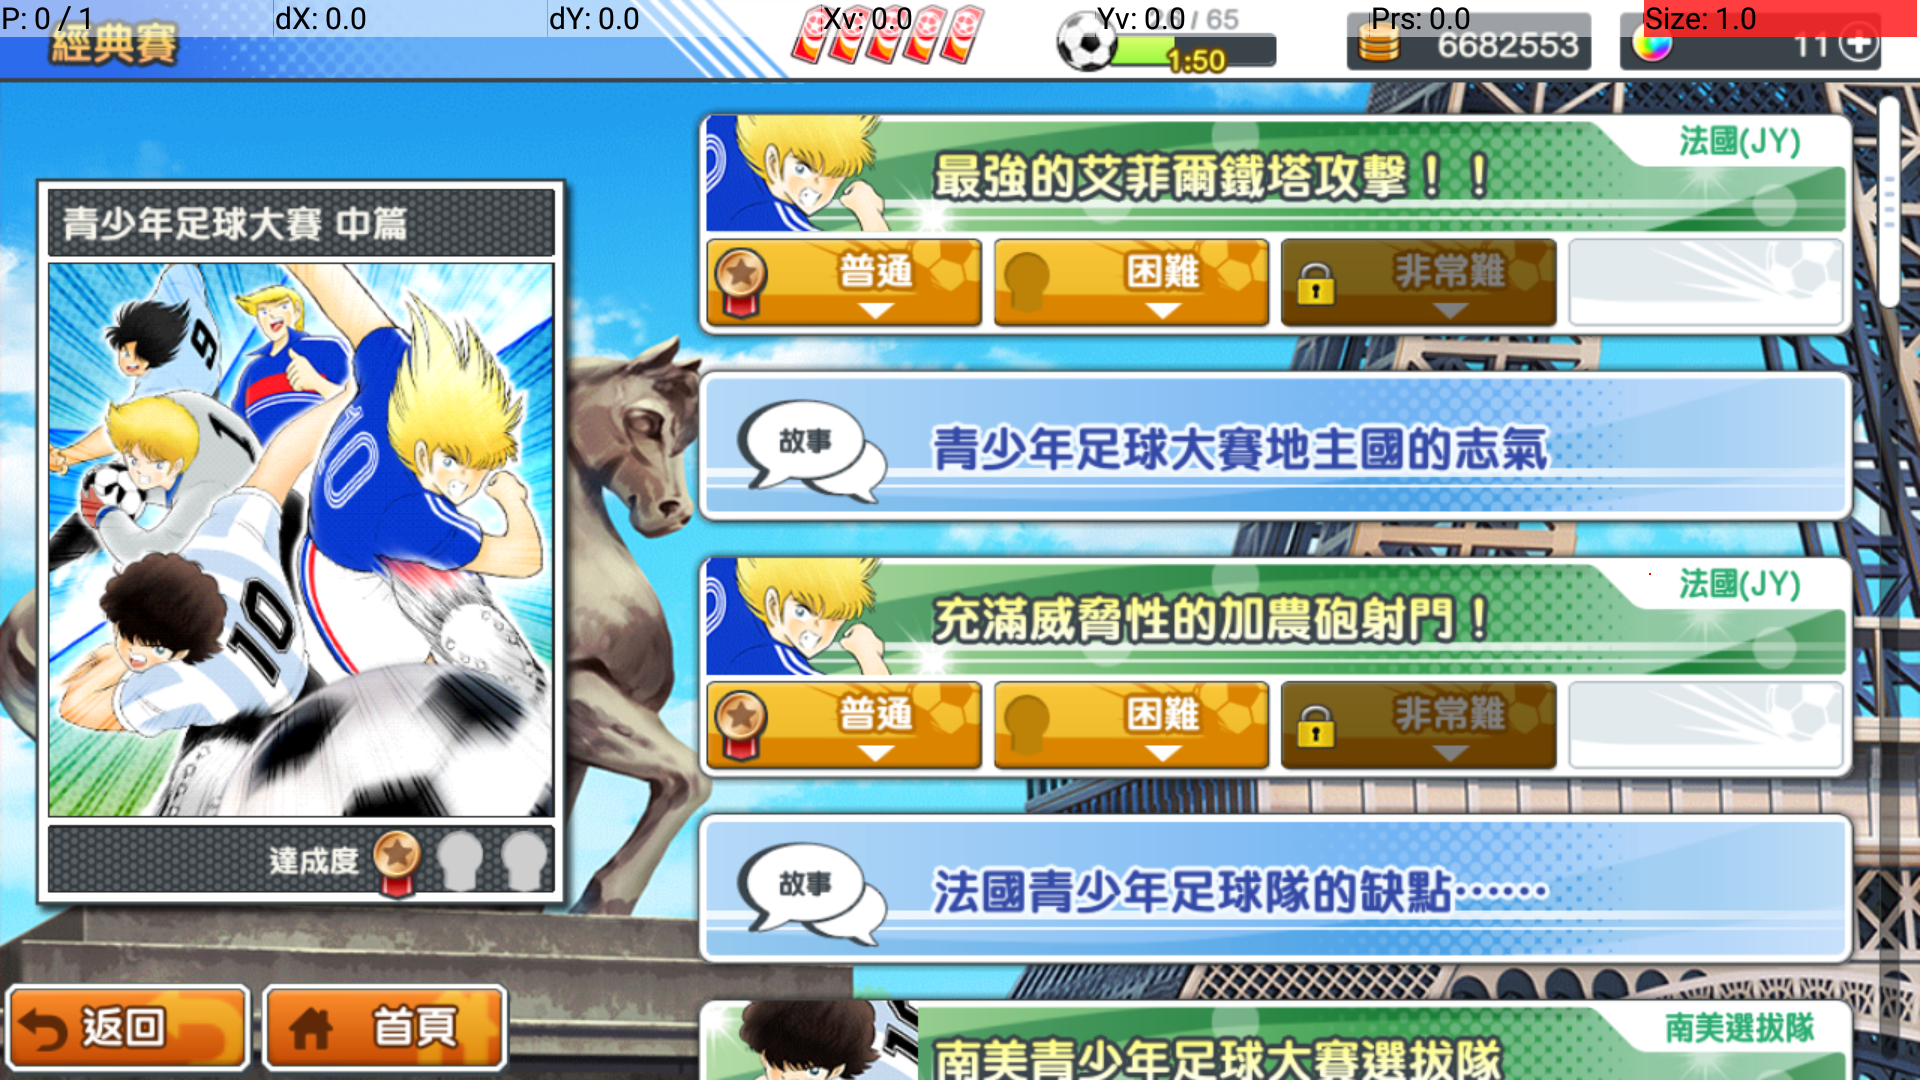 P: 0 / 1 dX: 0.0 dY: 0.0 Xv: 0.0 Yv: 0.0 Prs: 0.0 Size: 1.0
經典賽
/ 65
1:50
6682553
11
青少年足球大賽 中篇
9
1
10
10
達成度
返回
首頁
法國(JY)
最強的艾菲爾鐵塔攻擊！！
普通 困難 非常難
故事
青少年足球大賽地主國的志氣
法國(JY)
充滿威脅性的加農砲射門！
普通 困難 非常難
故事
法國青少年足球隊的缺點……
南美選拔隊
南美青少年足球大賽選拔隊